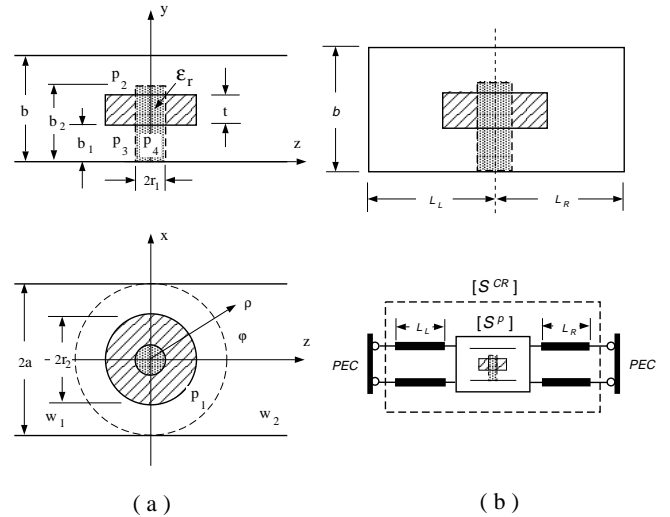 y
p2
εr
b
b2
b1
t
p3 p4
z
2r1
b
LL LR
x
ρ
φ
z
2a
2r2
p1
w1
w2
[SCR]
[Sp]
LL
LR
PEC
PEC
(a)
(b)